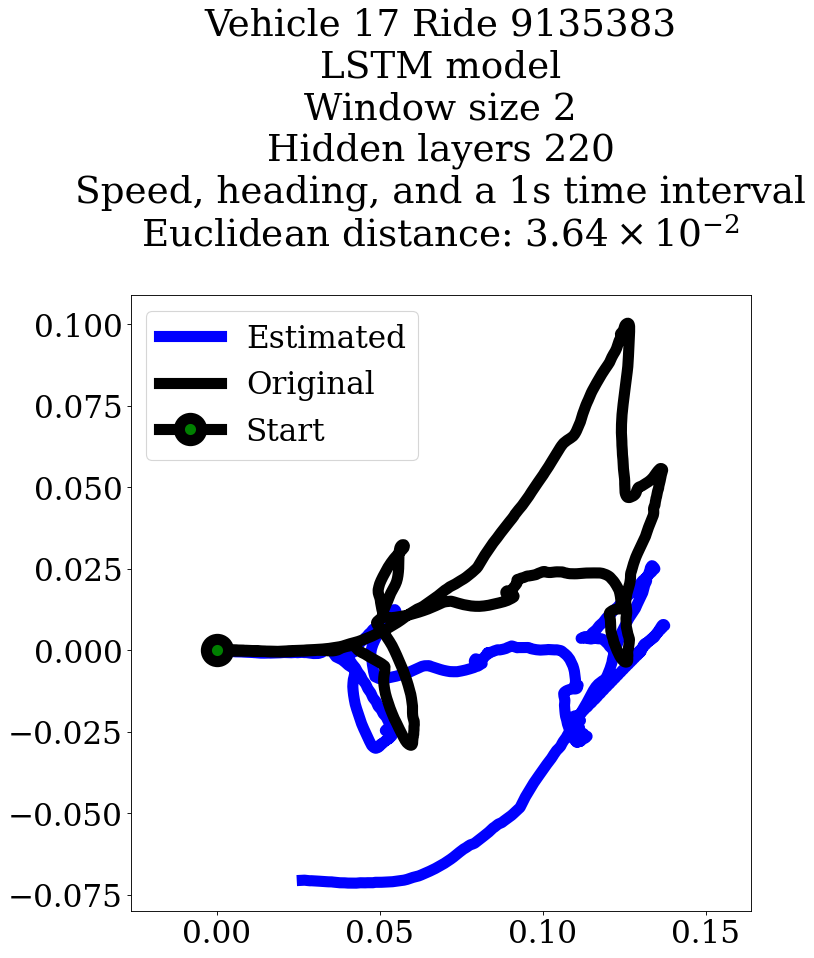 Vehicle 17 Ride 9135383
LSTM model
Window size 2
Hidden layers 220
Speed, heading, and a 1s time interval
Euclidean distance: 3.64 × 10⁻²
Estimated
Original
Start
0.100
0.075
0.050
0.025
0.000
−0.025
−0.050
−0.075
0.00 0.05 0.10 0.15